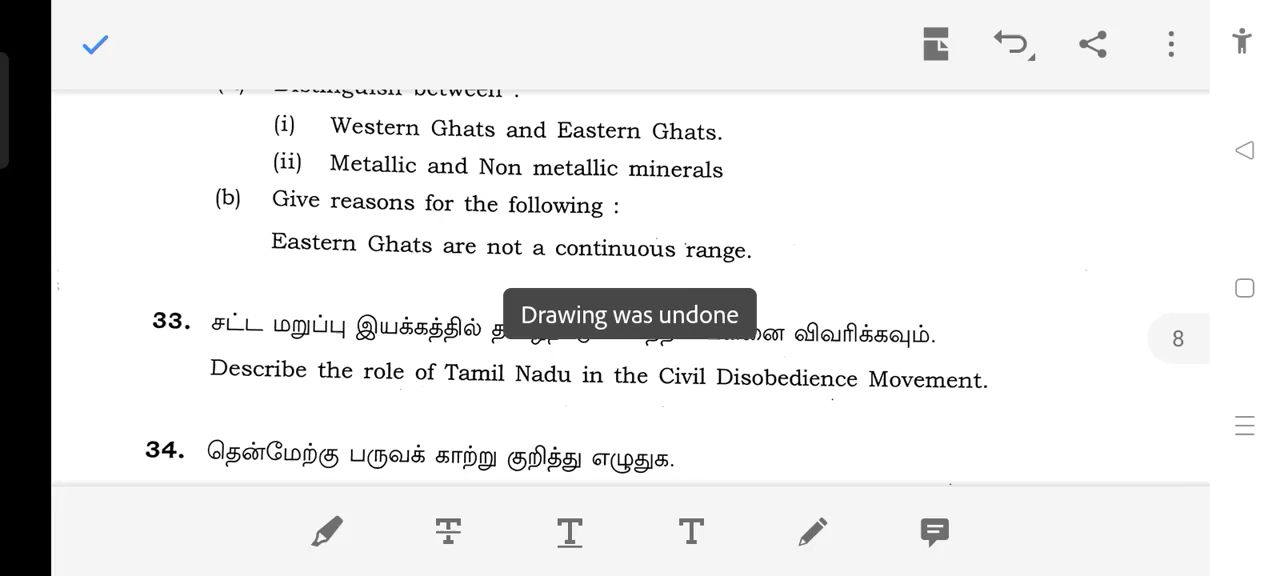 Distinguish between :
(i) Western Ghats and Eastern Ghats.
(ii) Metallic and Non metallic minerals
(b) Give reasons for the following :
Eastern Ghats are not a continuous range.
Drawing was undone
33. சட்ட மறுப்பு இயக்கத்தில் விவரிக்கவும்.
8
Describe the role of Tamil Nadu in the Civil Disobedience Movement.
34. தென்மேற்கு பருவக் காற்று குறித்து எழுதுக.